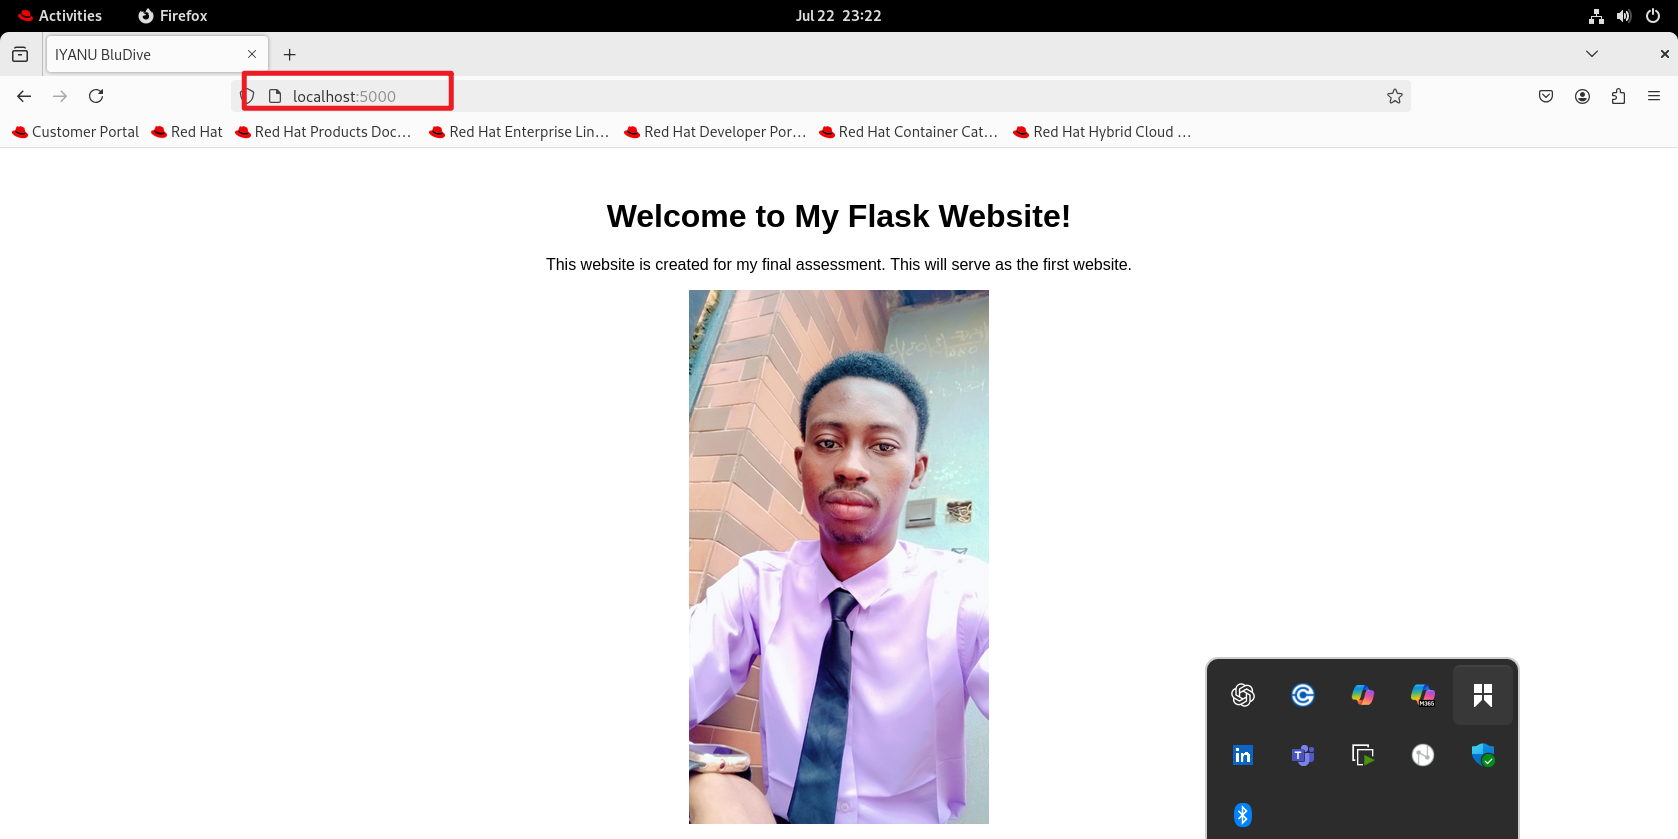 Activities Firefox Jul 22 23:22
IYANU BluDive
localhost:5000
Customer Portal Red Hat Red Hat Products Doc… Red Hat Enterprise Lin… Red Hat Developer Por… Red Hat Container Cat… Red Hat Hybrid Cloud …
Welcome to My Flask Website!
This website is created for my final assessment. This will serve as the first website.
M365
in
T